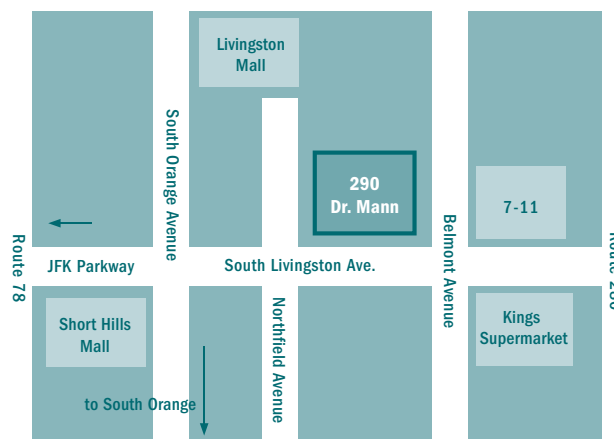 Livingston
Mall
South Orange Avenue
290
Dr. Mann
7-11
Belmont Avenue
Route 78
JFK Parkway
South Livingston Ave.
Short Hills
Mall
Northfield Avenue
Kings
Supermarket
to South Orange